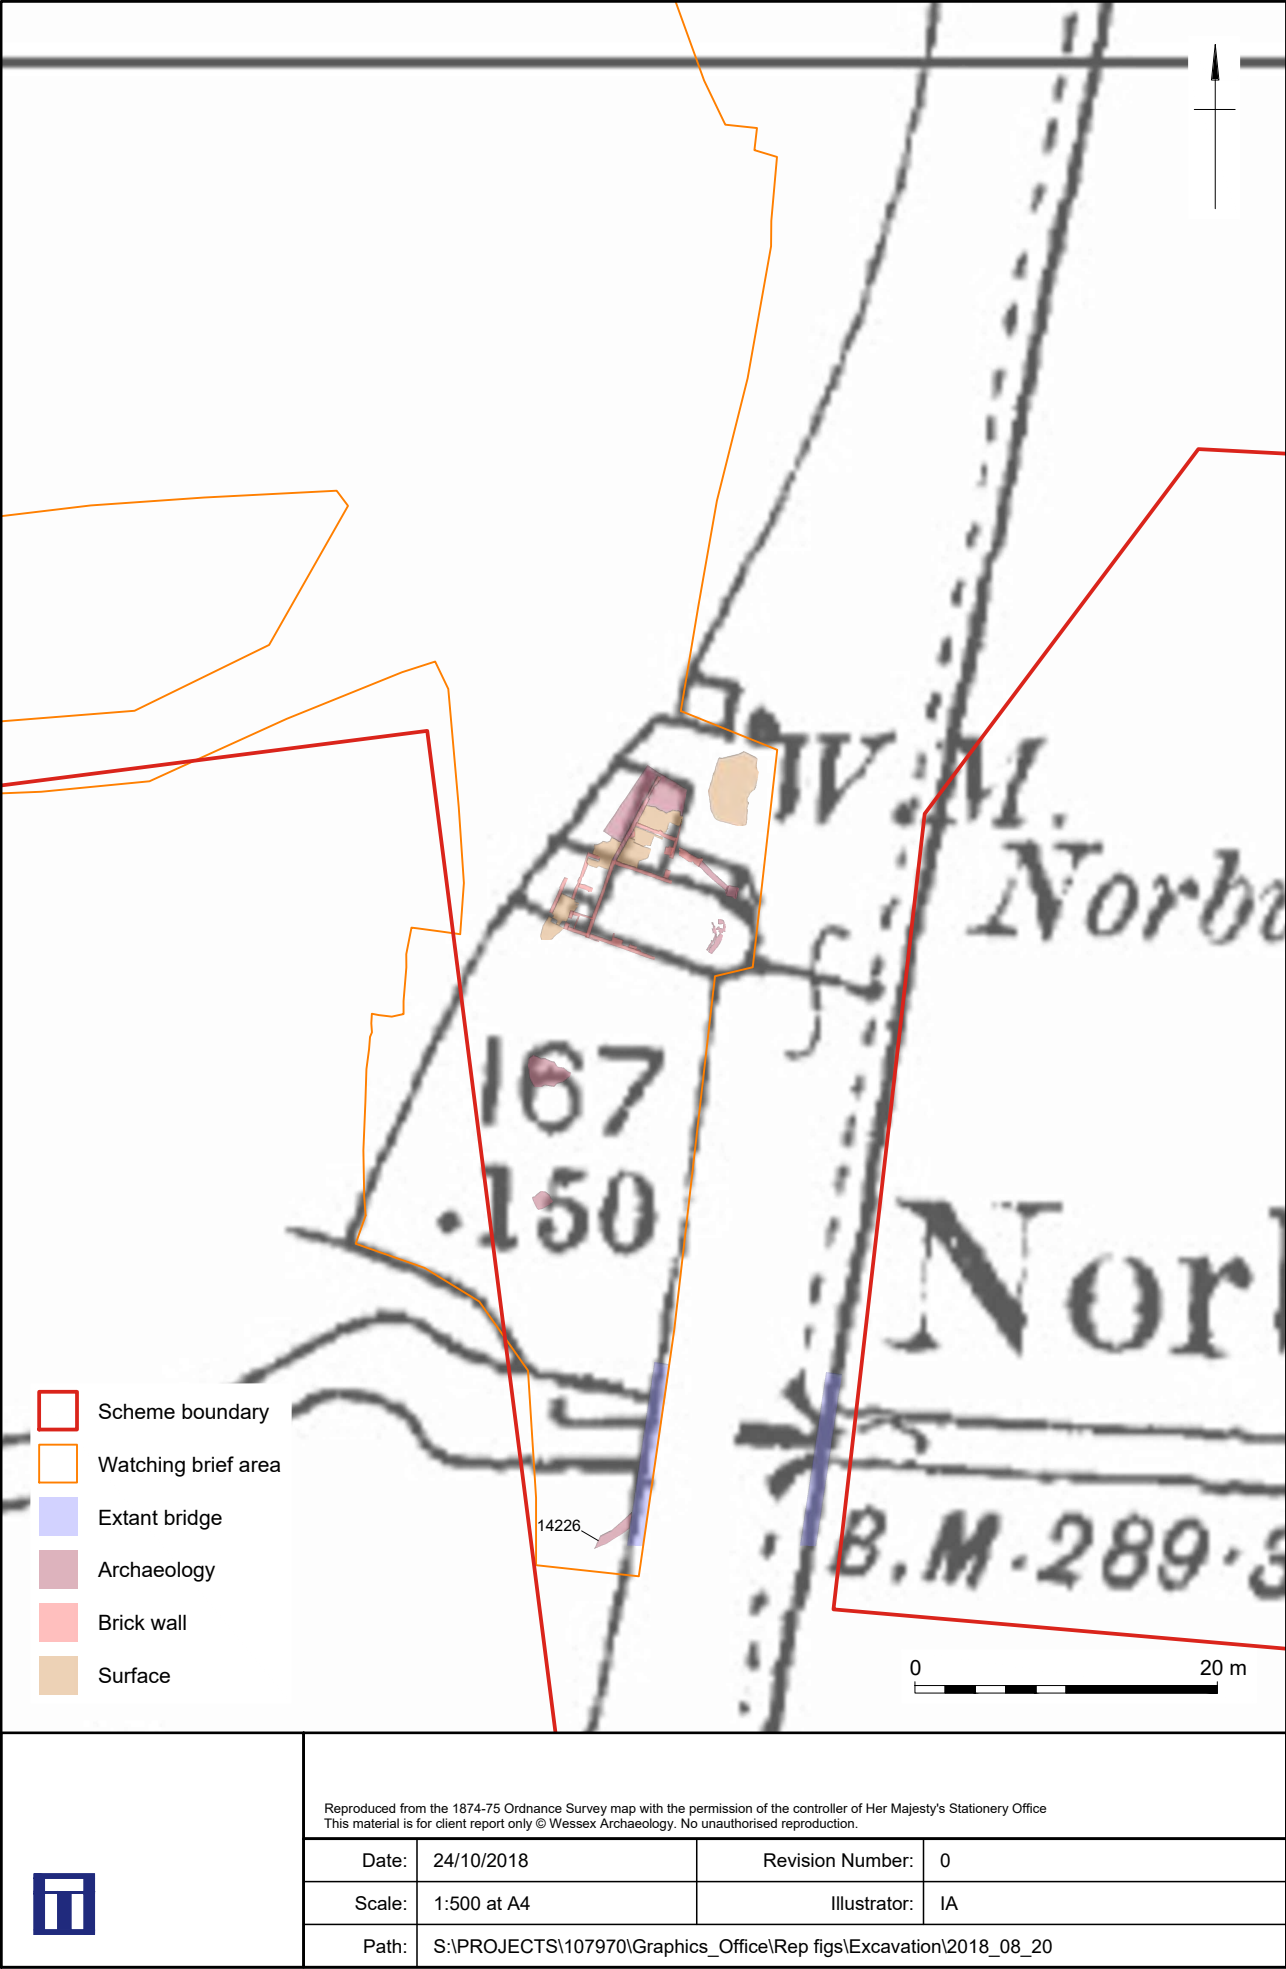 W M.
Norbu
f
167
.150
Nor
Scheme boundary
Watching brief area
Extant bridge
Archaeology
Brick wall
Surface
14226
B.M.289.3
0 20 m
Reproduced from the 1874-75 Ordnance Survey map with the permission of the controller of Her Majesty's Stationery Office
This material is for client report only © Wessex Archaeology. No unauthorised reproduction.
Date: 24/10/2018 Revision Number: 0
Scale: 1:500 at A4 Illustrator: IA
Path: S:\PROJECTS\107970\Graphics_Office\Rep figs\Excavation\2018_08_20